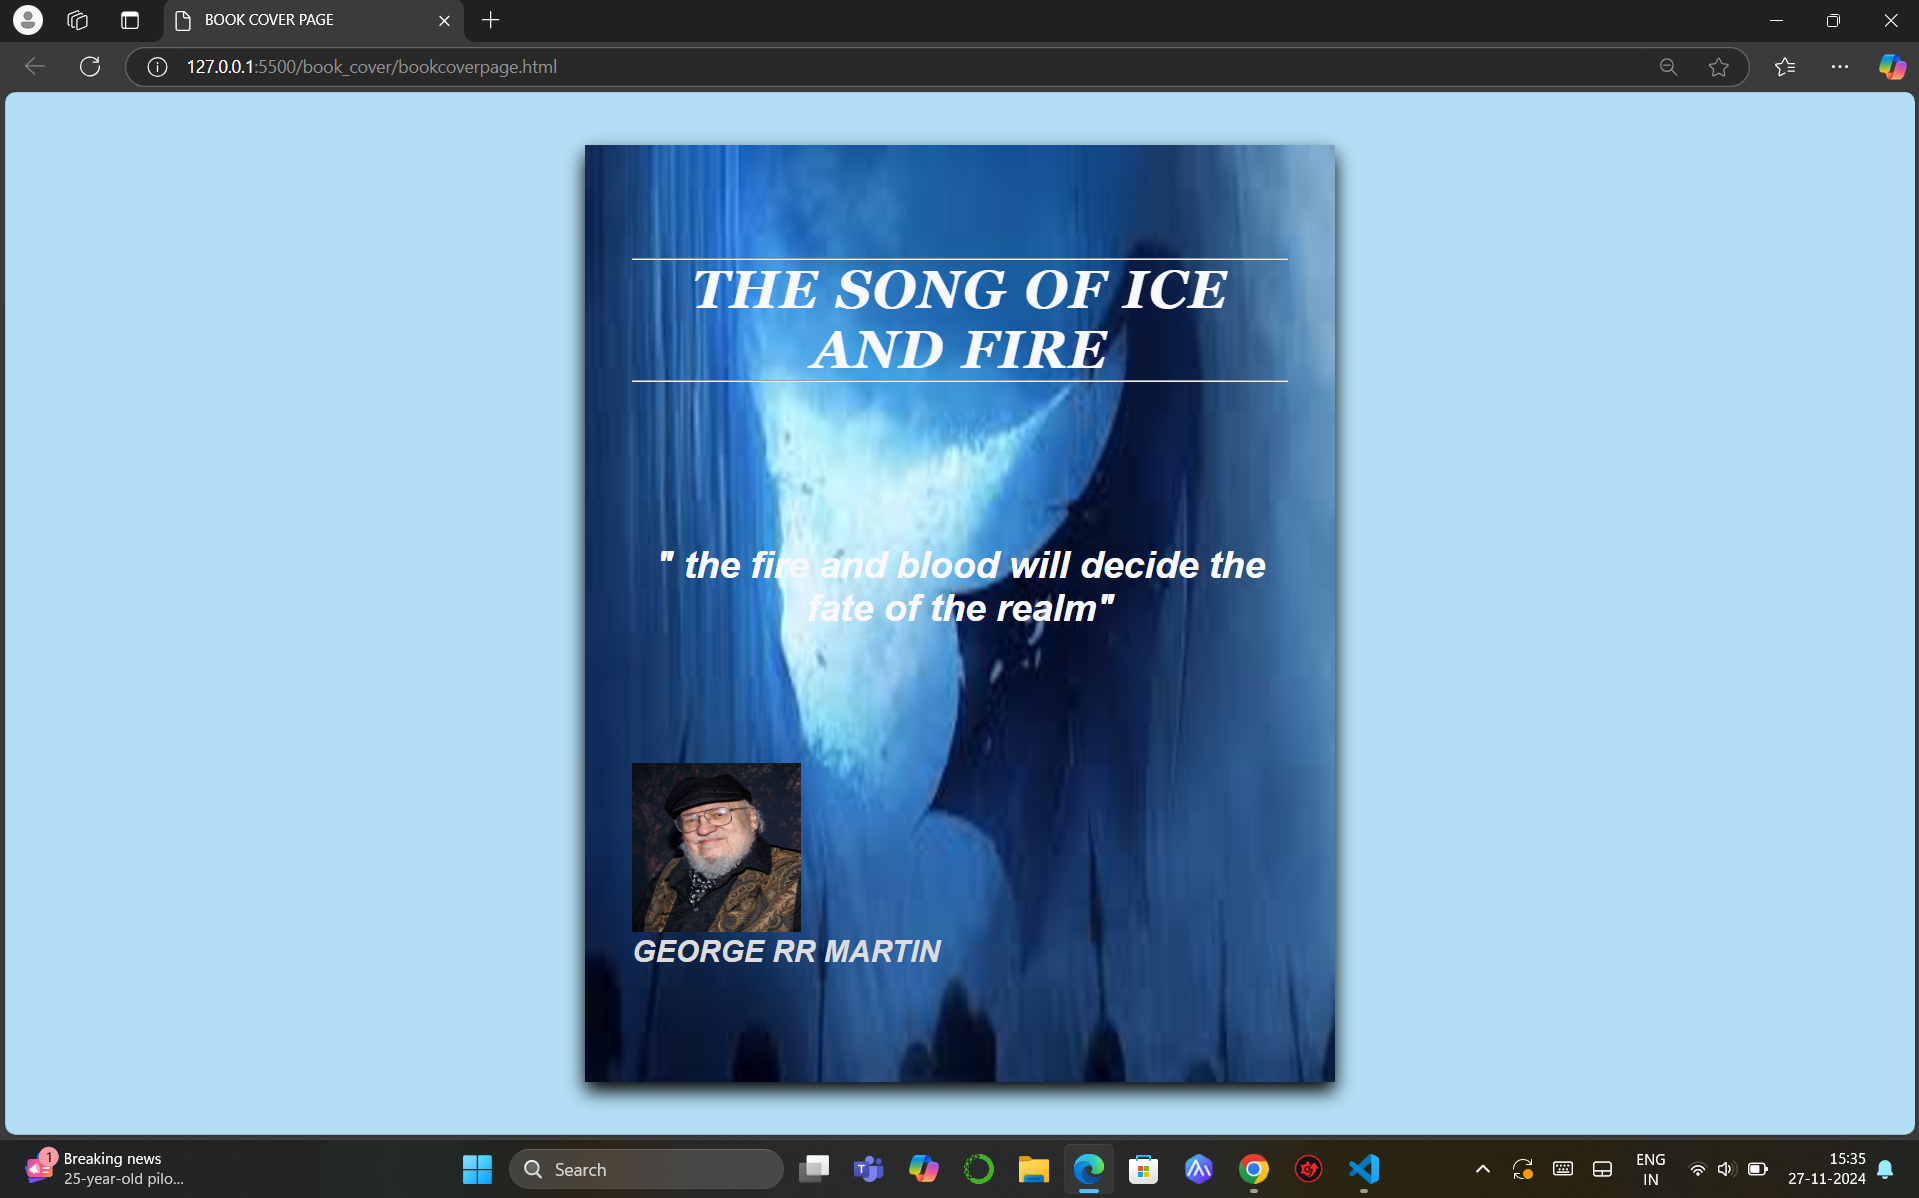 BOOK COVER PAGE
127.0.0.1:5500/book_cover/bookcoverpage.html
THE SONG OF ICE
AND FIRE
" the fire and blood will decide the
fate of the realm"
GEORGE RR MARTIN
1
Breaking news
25-year-old pilo...
Search
ENG
IN
15:35
27-11-2024